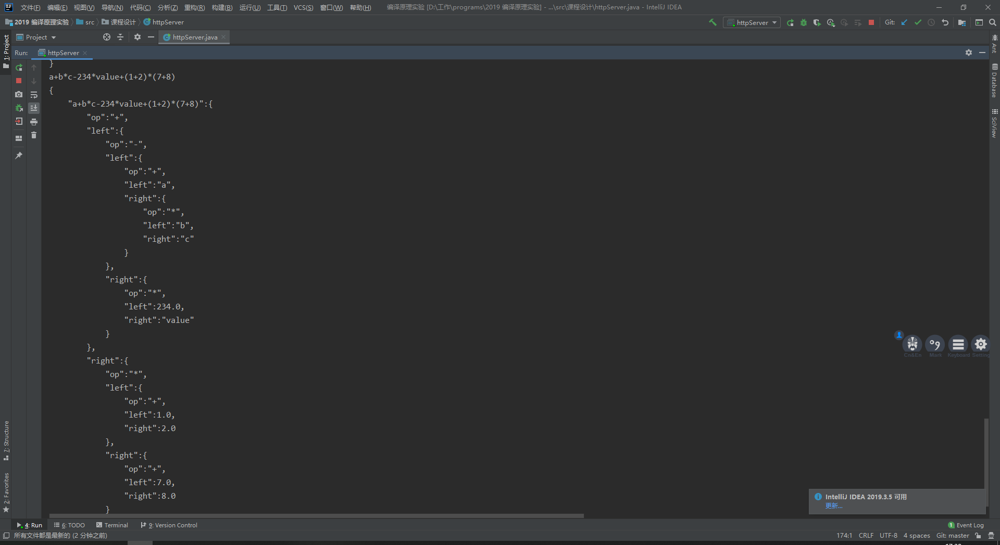 文件(F) 编辑(E) 视图(V) 导航(N) 代码(C) 分析(Z) 重构(R) 构建(B) 运行(U) 工具(T) VCS(S) 窗口(W) 帮助(H) 编译原理实验 [D:\工作\programs\2019 编译原理实验] - ...\src\课程设计\httpServer.java - IntelliJ IDEA
2019 编译原理实验 src 课程设计 httpServer httpServer Git:
Project httpServer.java
1: Project
Run: httpServer
Ant
Database
SciView
}
a+b*c-234*value+(1+2)*(7+8)
{
"a+b*c-234*value+(1+2)*(7+8)":{
"op":"+",
"left":{
"op":"-",
"left":{
"op":"+",
"left":"a",
"right":{
"op":"*",
"left":"b",
"right":"c"
}
},
"right":{
"op":"*",
"left":234.0,
"right":"value"
}
},
"right":{
"op":"*",
"left":{
"op":"+",
"left":1.0,
"right":2.0
},
"right":{
"op":"+",
"left":7.0,
"right":8.0
}
Cn&En Mark Keyboard Setting
7: Structure
2: Favorites
IntelliJ IDEA 2019.3.5 可用
更新...
4: Run 6: TODO Terminal 9: Version Control 1 Event Log
所有文件都是最新的 (2 分钟之前) 174:1 CRLF UTF-8 4 spaces Git: master